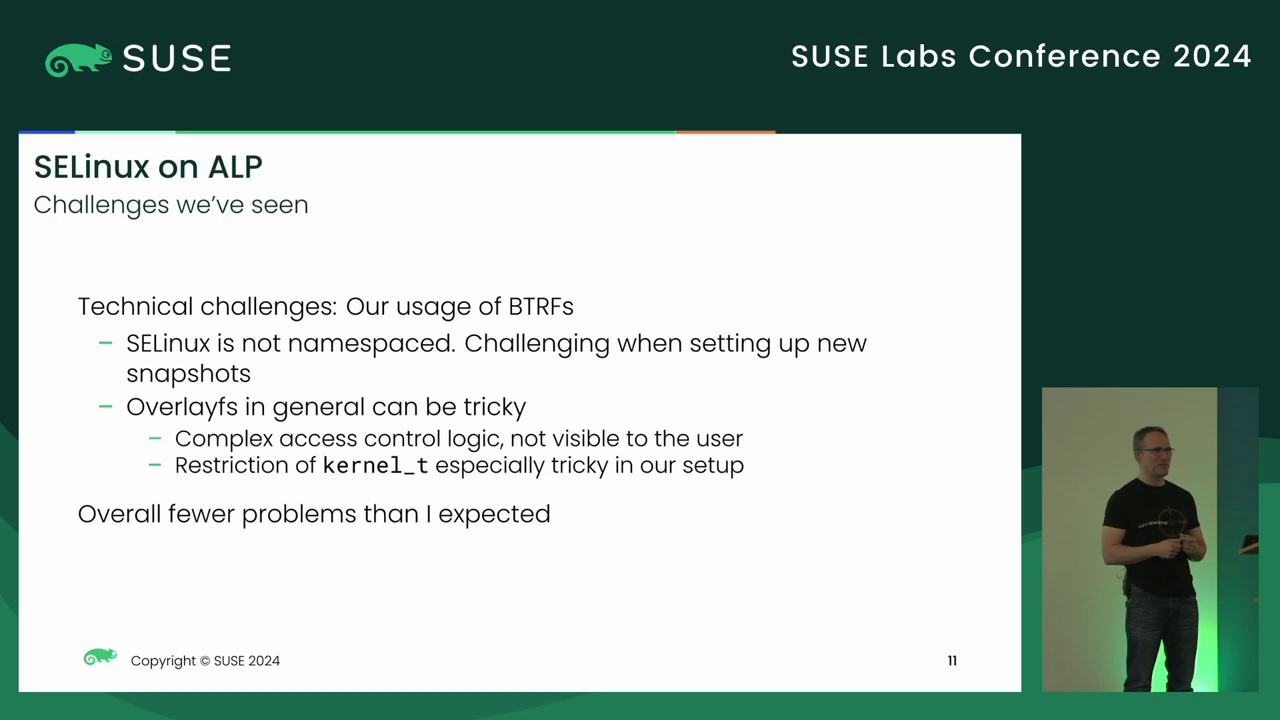 SUSE
SUSE Labs Conference 2024
SELinux on ALP
Challenges we've seen
Technical challenges: Our usage of BTRFs
– SELinux is not namespaced. Challenging when setting up new
snapshots
– Overlayfs in general can be tricky
– Complex access control logic, not visible to the user
– Restriction of kernel_t especially tricky in our setup
Overall fewer problems than I expected
Copyright © SUSE 2024
11